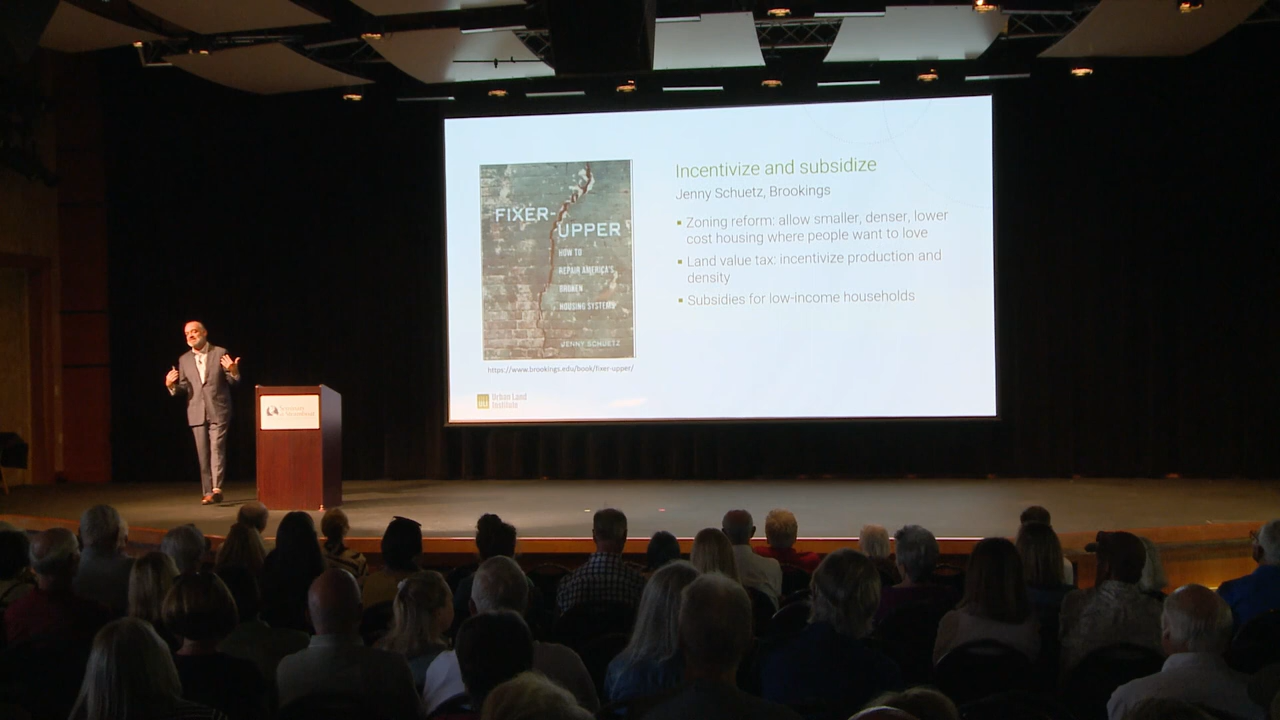 FIXER-
UPPER
HOW TO
REPAIR AMERICA'S
BROKEN
HOUSING SYSTEMS
JENNY SCHUETZ
https://www.brookings.edu/book/fixer-upper/
Urban Land
Institute
Incentivize and subsidize
Jenny Schuetz, Brookings
▪ Zoning reform: allow smaller, denser, lower
cost housing where people want to love
▪ Land value tax: incentivize production and
density
▪ Subsidies for low-income households